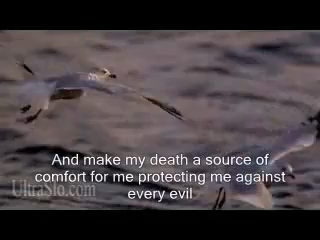 And make my death a source of
comfort for me protecting me against
every evil
UltraSlo.com